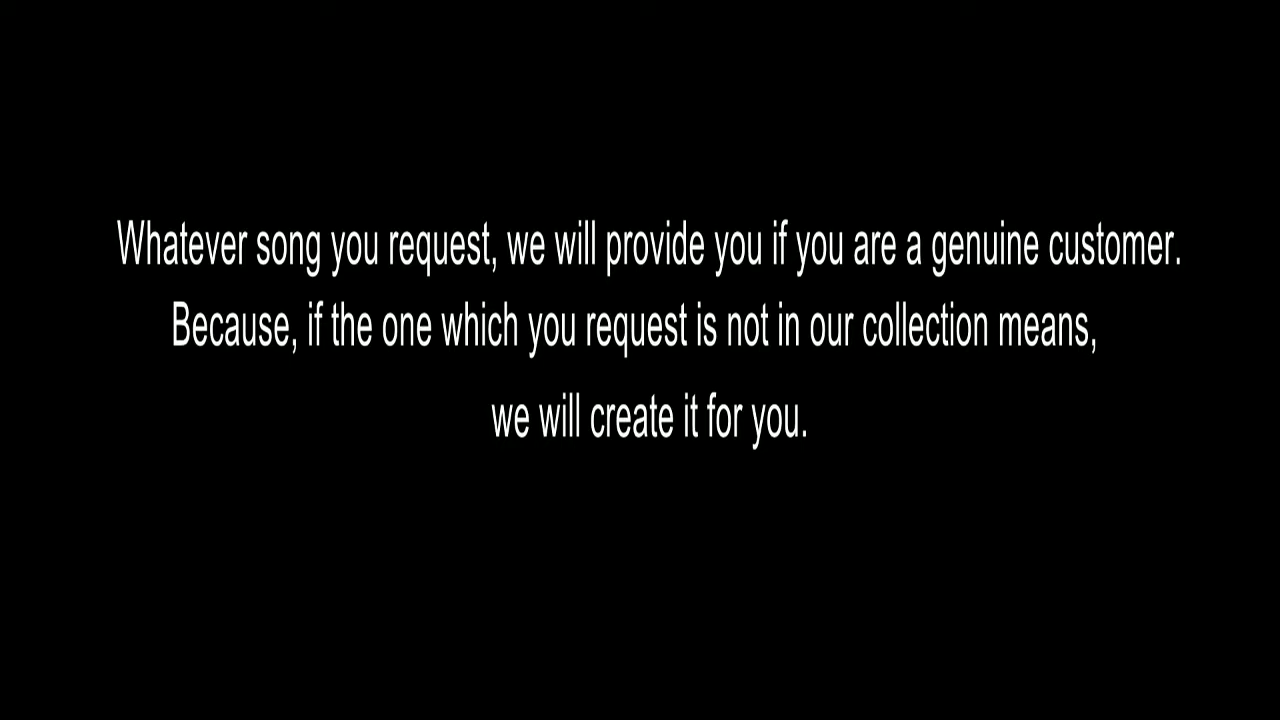 Whatever song you request, we will provide you if you are a genuine customer.
Because, if the one which you request is not in our collection means,
we will create it for you.